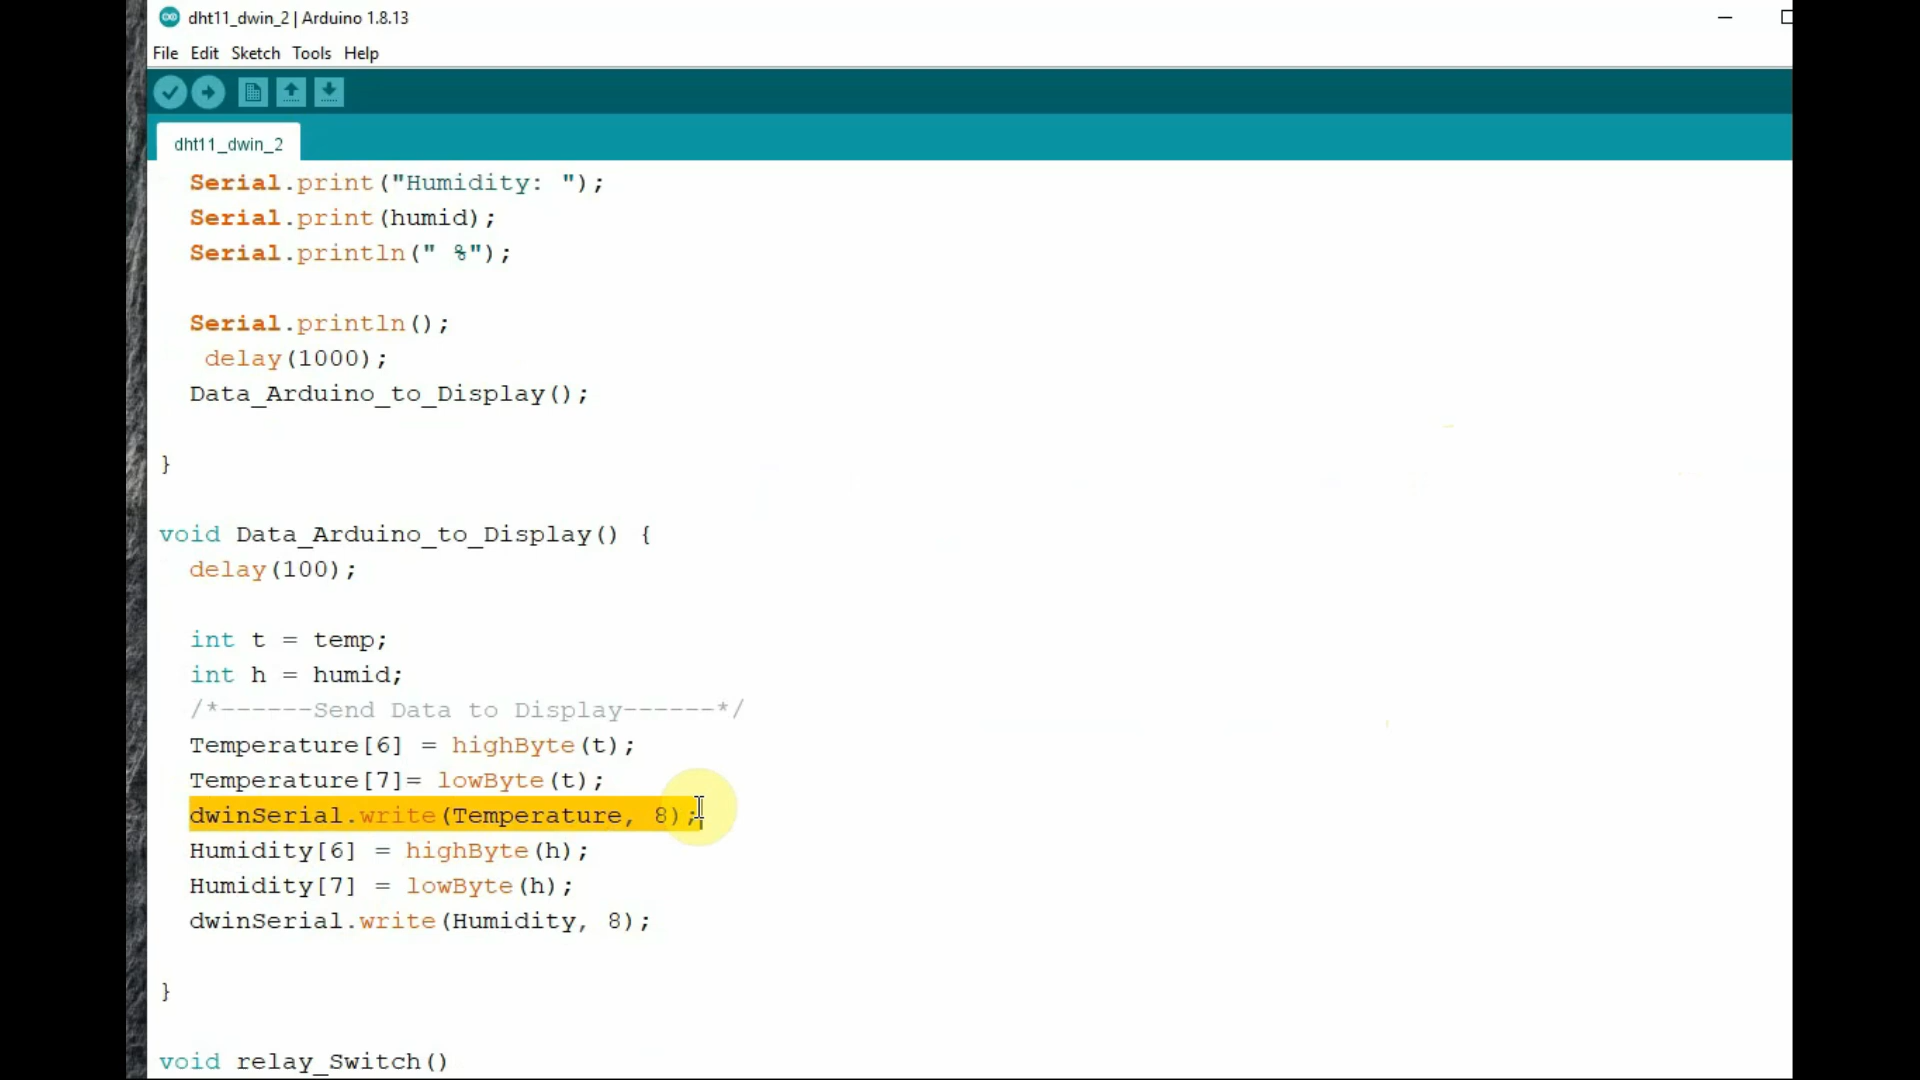 dht11_dwin_2 | Arduino 1.8.13
File Edit Sketch Tools Help
dht11_dwin_2
Serial.print("Humidity: ");
Serial.print(humid);
Serial.println(" %");
Serial.println();
delay(1000);
Data_Arduino_to_Display();
}
void Data_Arduino_to_Display() {
delay(100);
int t = temp;
int h = humid;
/*------Send Data to Display------*/
Temperature[6] = highByte(t);
Temperature[7]= lowByte(t);
dwinSerial.write(Temperature, 8);
Humidity[6] = highByte(h);
Humidity[7] = lowByte(h);
dwinSerial.write(Humidity, 8);
}
void relay_Switch()